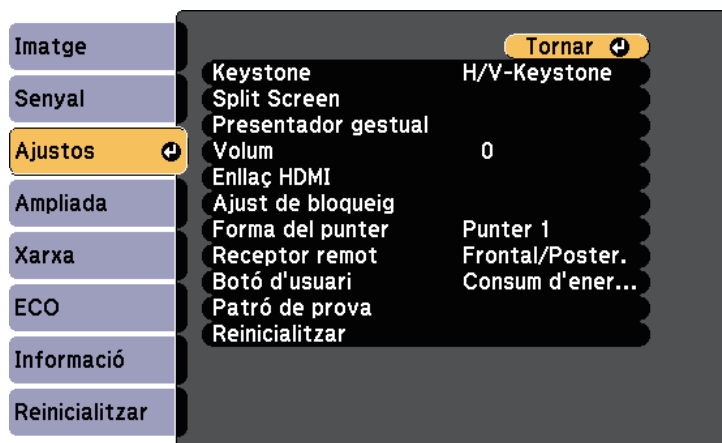 Imatge
Senyal
Ajustos
Ampliada
Xarxa
ECO
Informació
Reinicialitzar
Tornar
Keystone H/V-Keystone
Split Screen
Presentador gestual
Volum 0
Enllaç HDMI
Ajust de bloqueig
Forma del punter Punter 1
Receptor remot Frontal/Poster.
Botó d'usuari Consum d'ener...
Patró de prova
Reinicialitzar